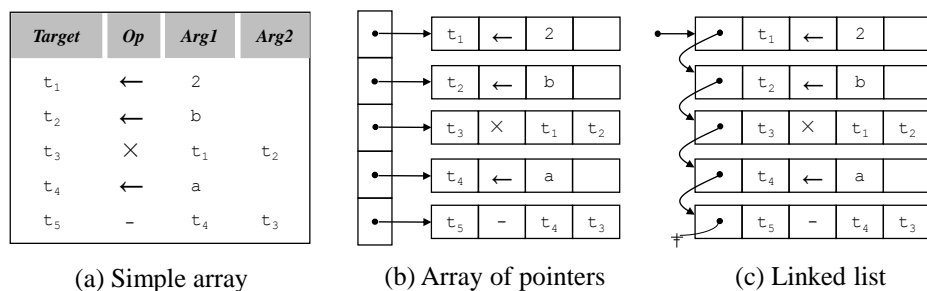 Target Op Arg1 Arg2
t₁ ← 2
t₂ ← b
t₃ × t₁ t₂
t₄ ← a
t₅ - t₄ t₃
(a) Simple array
t₁ ← 2
t₂ ← b
t₃ × t₁ t₂
t₄ ← a
t₅ - t₄ t₃
(b) Array of pointers
t₁ ← 2
t₂ ← b
t₃ × t₁ t₂
t₄ ← a
t₅ - t₄ t₃
(c) Linked list